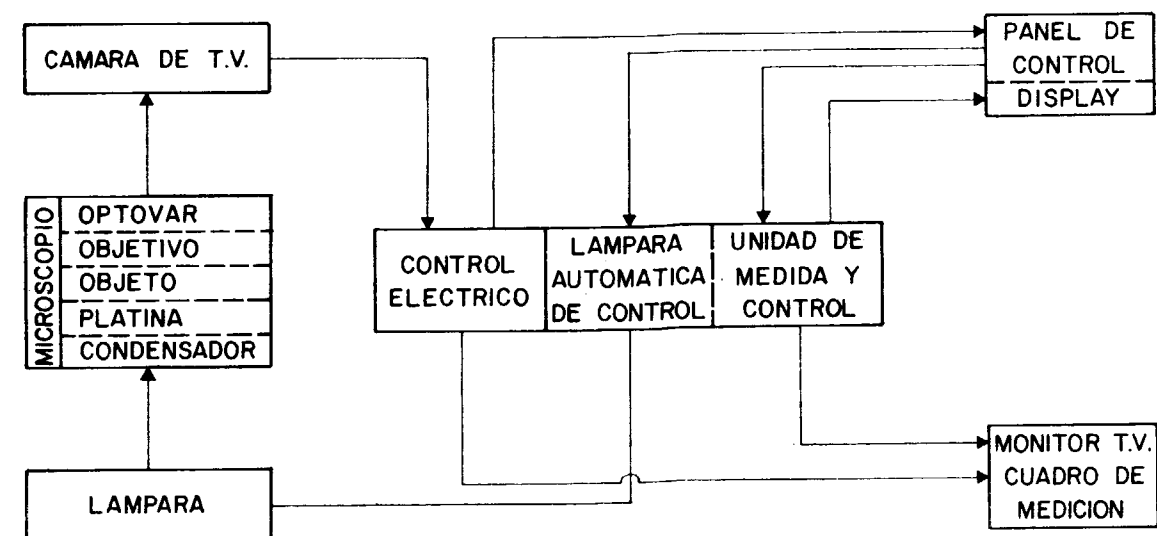 CAMARA DE T.V.
MICROSCOPIO
OPTOVAR
OBJETIVO
OBJETO
PLATINA
CONDENSADOR
LAMPARA
CONTROL
ELECTRICO
LAMPARA
AUTOMATICA
DE CONTROL
UNIDAD DE
MEDIDA Y
CONTROL
PANEL DE
CONTROL
DISPLAY
MONITOR T.V.
CUADRO DE
MEDICION